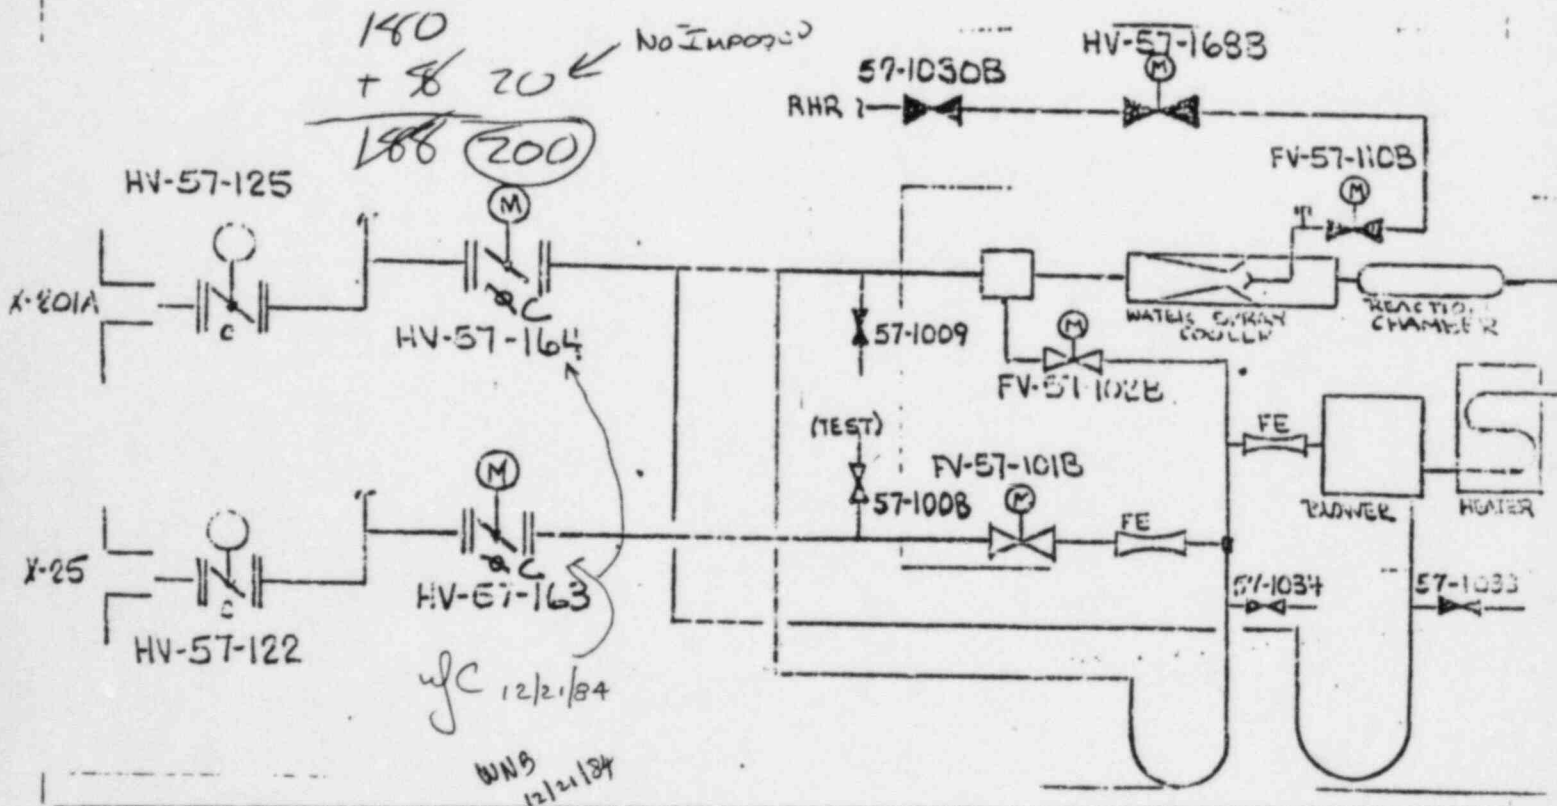 180
+ 8 20
No Imposed
188 200
HV-57-125
M
X-201A
C
C
HV-57-164
57-1030B
HV-57-163B
M
RHR
FV-57-110B
M
T
WATER SPRAY
COOLER
REACTION
CHAMBER
57-1009
M
FV-57-102B
(TEST)
57-1008
FV-57-101B
M
FE
FE
BLOWER
HEATER
M
X-25
C
C
HV-57-163
HV-57-122
57-1034
57-1033
12/21/84
WNB
12/21/84